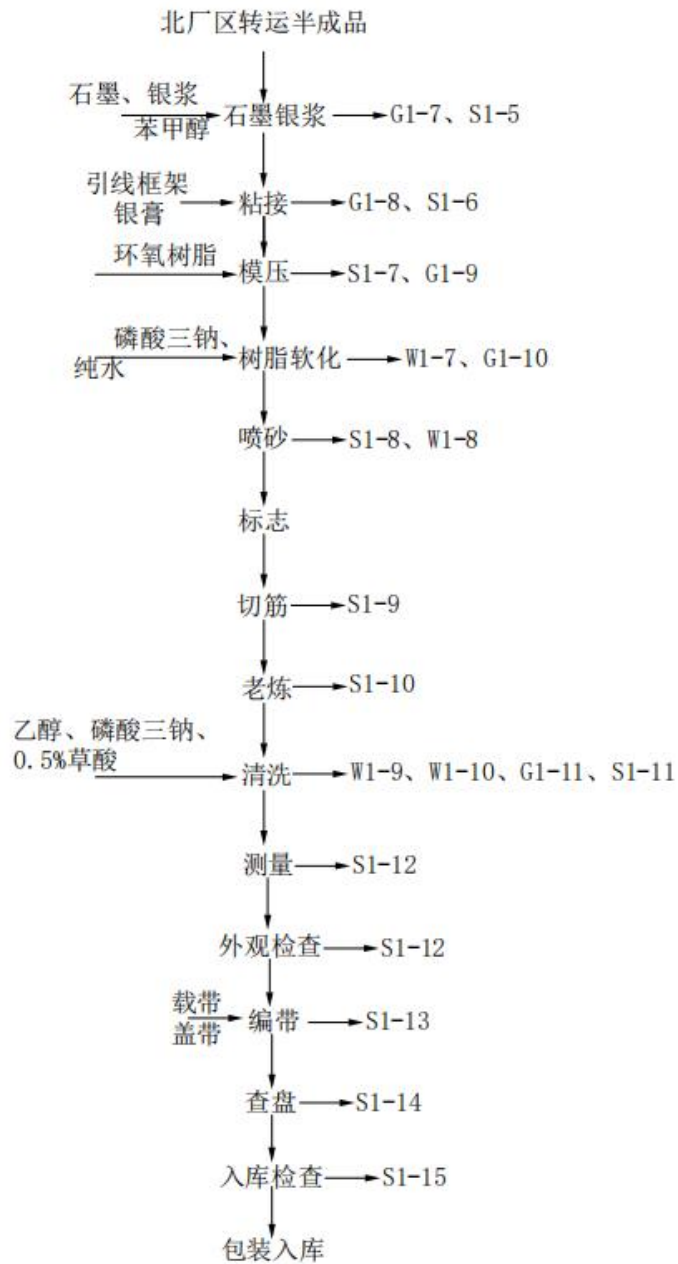 北厂区转运半成品
石墨、银浆
苯甲醇
石墨银浆
G1-7、S1-5
引线框架
银膏
粘接
G1-8、S1-6
环氧树脂
模压
S1-7、G1-9
磷酸三钠、
纯水
树脂软化
W1-7、G1-10
喷砂
S1-8、W1-8
标志
切筋
S1-9
老炼
S1-10
乙醇、磷酸三钠、
0.5%草酸
清洗
W1-9、W1-10、G1-11、S1-11
测量
S1-12
外观检查
S1-12
载带
盖带
编带
S1-13
查盘
S1-14
入库检查
S1-15
包装入库